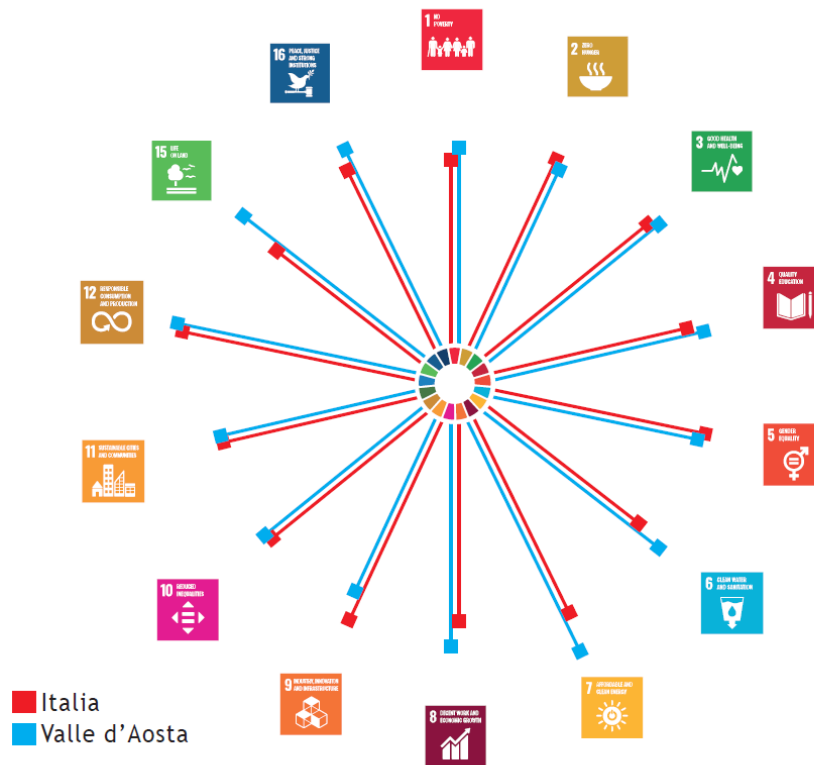 1 NO
POVERTY
2 ZERO
HUNGER
3 GOOD HEALTH
AND WELL-BEING
4 QUALITY
EDUCATION
5 GENDER
EQUALITY
6 CLEAN WATER
AND SANITATION
7 AFFORDABLE AND
CLEAN ENERGY
8 DECENT WORK AND
ECONOMIC GROWTH
9 INDUSTRY, INNOVATION
AND INFRASTRUCTURE
10 REDUCED
INEQUALITIES
11 SUSTAINABLE CITIES
AND COMMUNITIES
12 RESPONSIBLE
CONSUMPTION
AND PRODUCTION
15 LIFE
ON LAND
16 PEACE, JUSTICE
AND STRONG
INSTITUTIONS
Italia
Valle d'Aosta